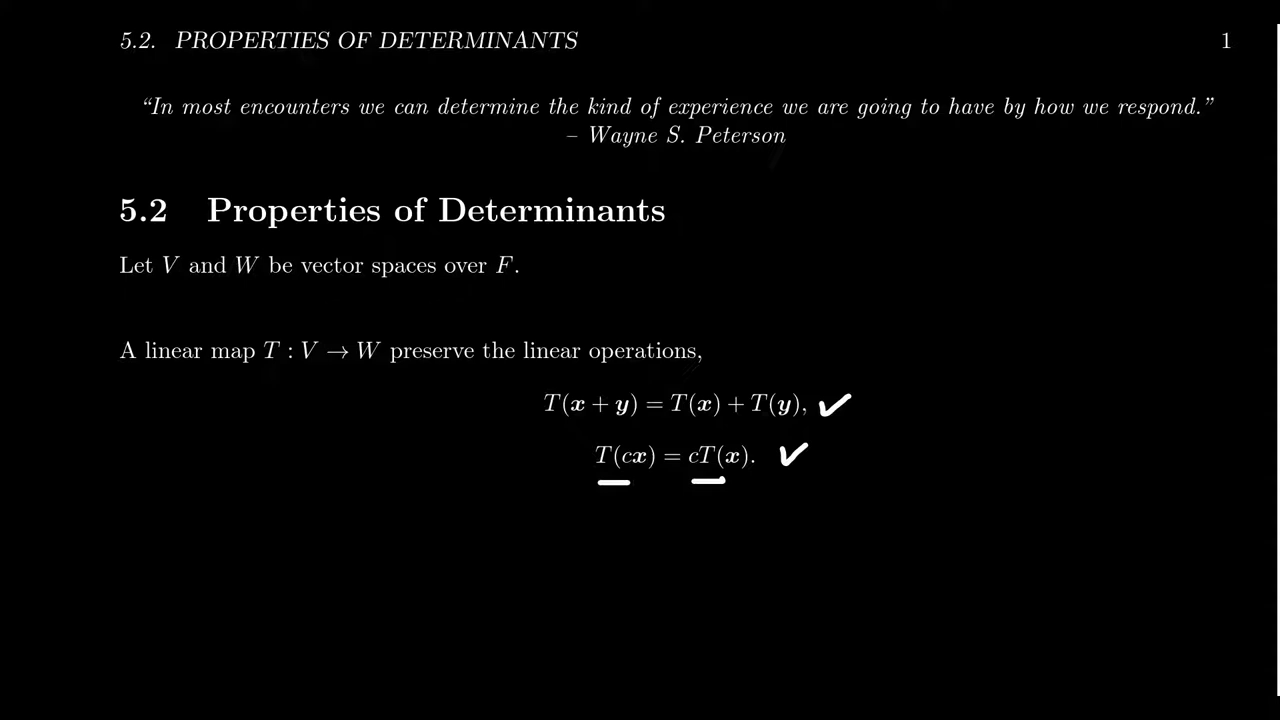 5.2. PROPERTIES OF DETERMINANTS 1
“In most encounters we can determine the kind of experience we are going to have by how we respond.”
– Wayne S. Peterson
5.2 Properties of Determinants
Let V and W be vector spaces over F.
A linear map T : V → W preserve the linear operations,
T(x + y) = T(x) + T(y), ✓
T(cx) = cT(x). ✓